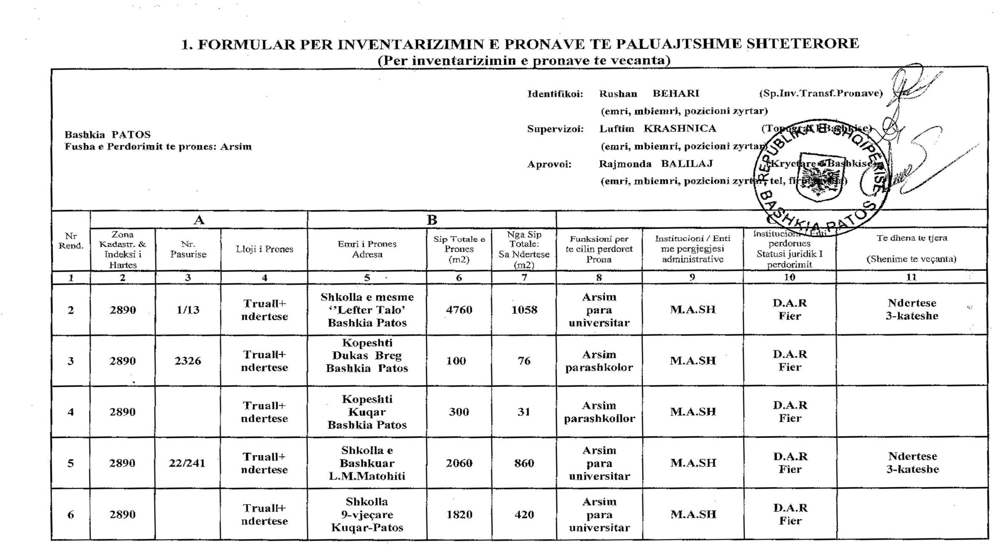 1. FORMULAR PER INVENTARIZIMIN E PRONAVE TE PALUAJTSHME SHTETERORE
(Per inventarizimin e pronave te vecanta)
Bashkia PATOS
Fusha e Perdorimit te prones: Arsim
Identifikoi: Rushan BEHARI (Sp.Inv.Transf.Pronave)
(emri, mbiemri, pozicioni zyrtar)
Supervizoi: Luftim KRASHNICA (Topograf I Bashkise)
(emri, mbiemri, pozicioni zyrtar)
Aprovoi: Rajmonda BALILAJ (Kryetare e Bashkise)
(emri, mbiemri, pozicioni zyrtar, tel,
REPUBLIKA E SHQIPËRISË
BASHKIA PATOS
A B C
Nr
Rend.
Zona
Kadastr. &
Indeksi i
Hartes
Nr.
Pasurise
Lloji i Prones
Emri i Prones
Adresa
Sip Totale e
Prones
(m2)
Nga Sip
Totale:
Sa Ndertese
(m2)
Funksioni per
te cilin perdoret
Prona
Institucioni / Enti
me pergjegjesi
administrative
Institucioni / Enti
perdorues
Statusi juridik I
perdorimit
Te dhena te tjera
(Shenime te veçanta)
1 2 3 4 5 6 7 8 9 10 11
2
2890
1/13
Truall+
ndertese
Shkolla e mesme
‘’Lefter Talo’
Bashkia Patos
4760
1058
Arsim
para
universitar
M.A.SH
D.A.R
Fier
Ndertese
3-kateshe
3
2890
2326
Truall+
ndertese
Kopeshti
Dukas Breg
Bashkia Patos
100
76
Arsim
parashkolor
M.A.SH
D.A.R
Fier
4
2890
Truall+
ndertese
Kopeshti
Kuqar
Bashkia Patos
300
31
Arsim
parashkollor
M.A.SH
D.A.R
Fier
5
2890
22/241
Truall+
ndertese
Shkolla e
Bashkuar
L.M.Matohiti
2060
860
Arsim
para
universitar
M.A.SH
D.A.R
Fier
Ndertese
3-kateshe
6
2890
Truall+
ndertese
Shkolla
9-vjeçare
Kuqar-Patos
1820
420
Arsim
para
universitar
M.A.SH
D.A.R
Fier